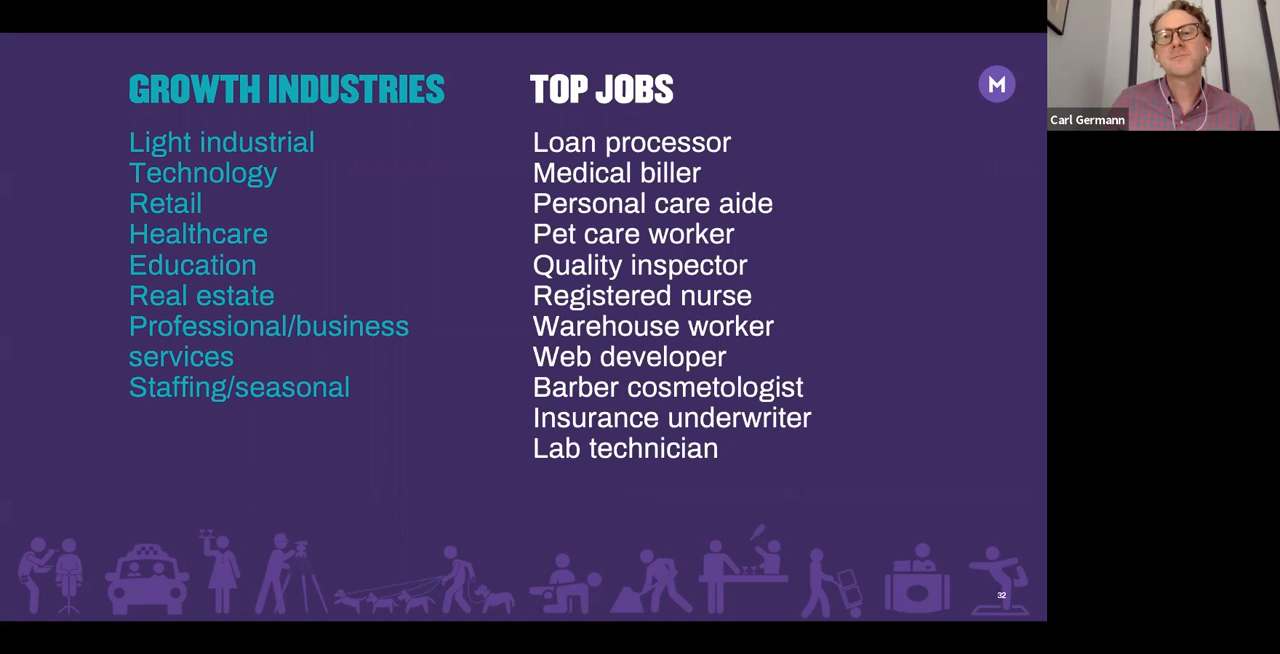 GROWTH INDUSTRIES
Light industrial
Technology
Retail
Healthcare
Education
Real estate
Professional/business
services
Staffing/seasonal
TOP JOBS
Loan processor
Medical biller
Personal care aide
Pet care worker
Quality inspector
Registered nurse
Warehouse worker
Web developer
Barber cosmetologist
Insurance underwriter
Lab technician
M
32
Carl Germann